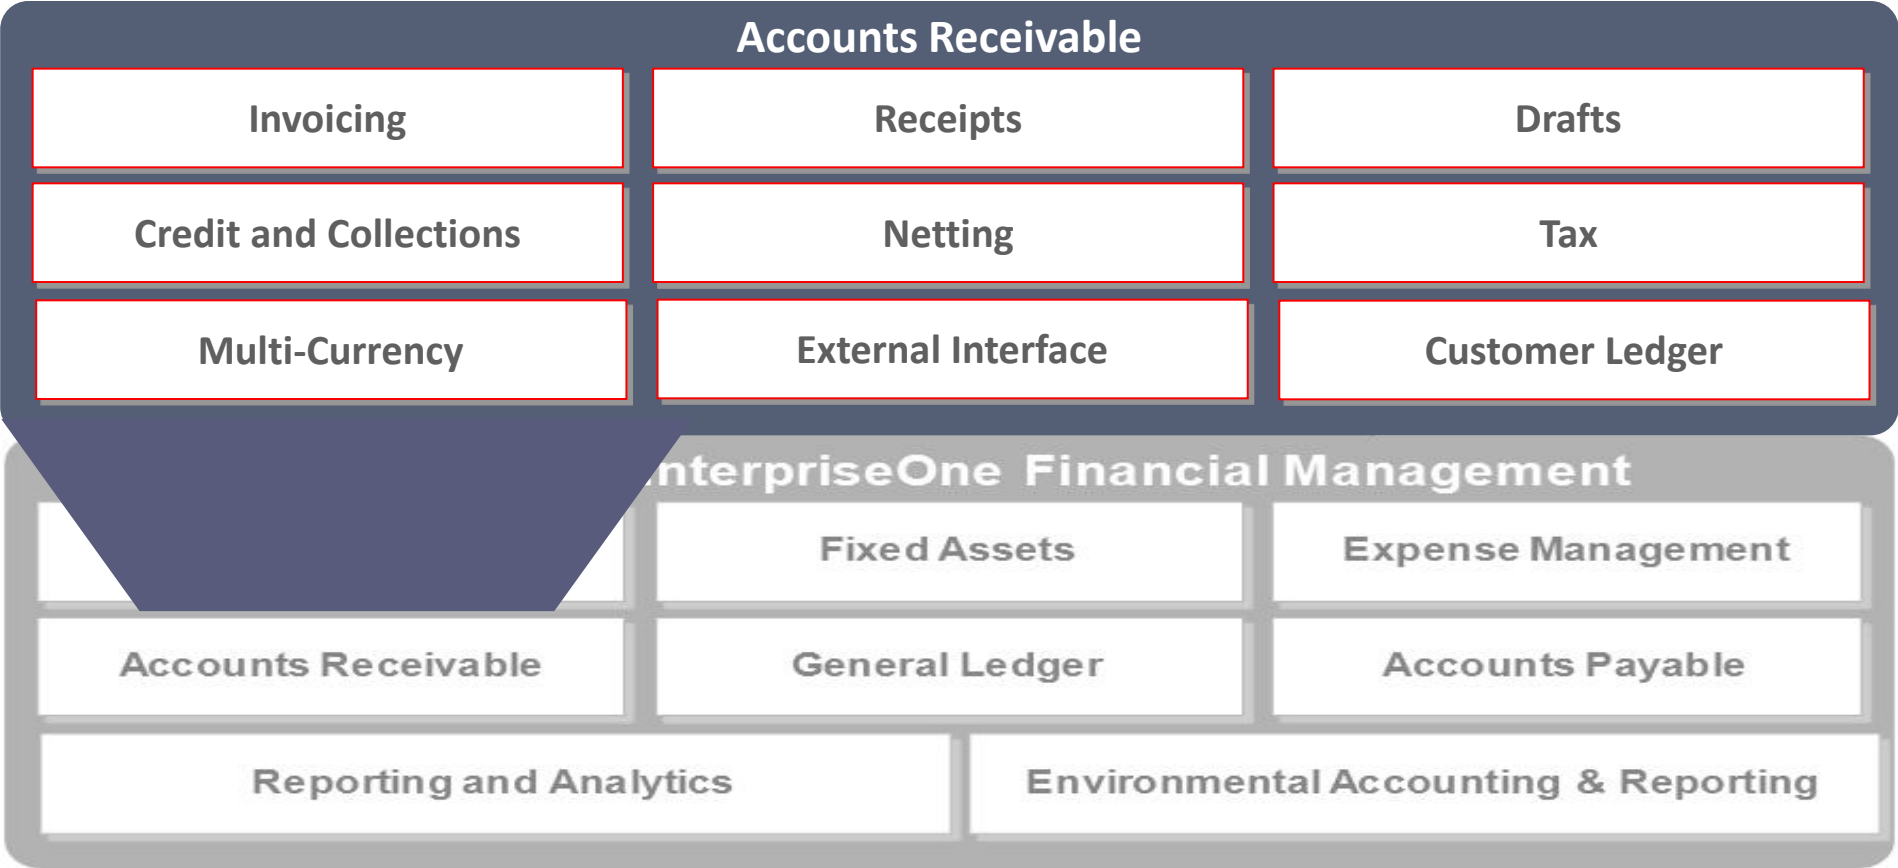 Accounts Receivable
Invoicing
Receipts
Drafts
Credit and Collections
Netting
Tax
Multi-Currency
External Interface
Customer Ledger
nterpriseOne Financial Management
Fixed Assets
Expense Management
Accounts Receivable
General Ledger
Accounts Payable
Reporting and Analytics
Environmental Accounting & Reporting